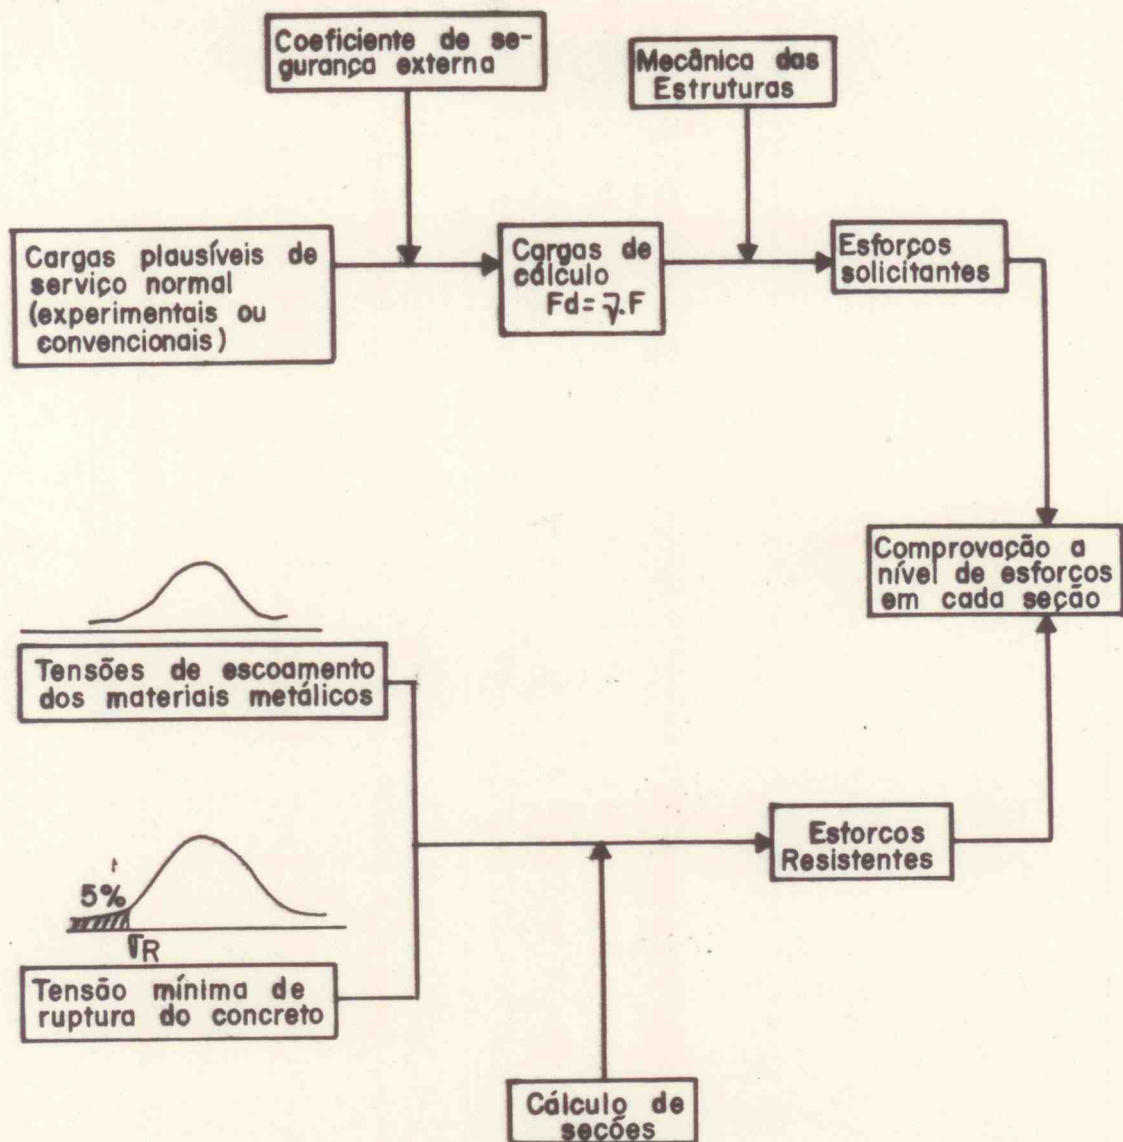 Coeficiente de se-
gurança externa
Mecânica das
Estruturas
Cargas plausíveis de
serviço normal
(experimentais ou
convencionais)
Cargas de
cálculo
Fd= γ.F
Esforços
solicitantes
Comprovação a
nível de esforços
em cada seção
Tensões de escoamento
dos materiais metálicos
5%
σR
Tensão mínima de
ruptura do concreto
Esforcos
Resistentes
Cálculo de
seções